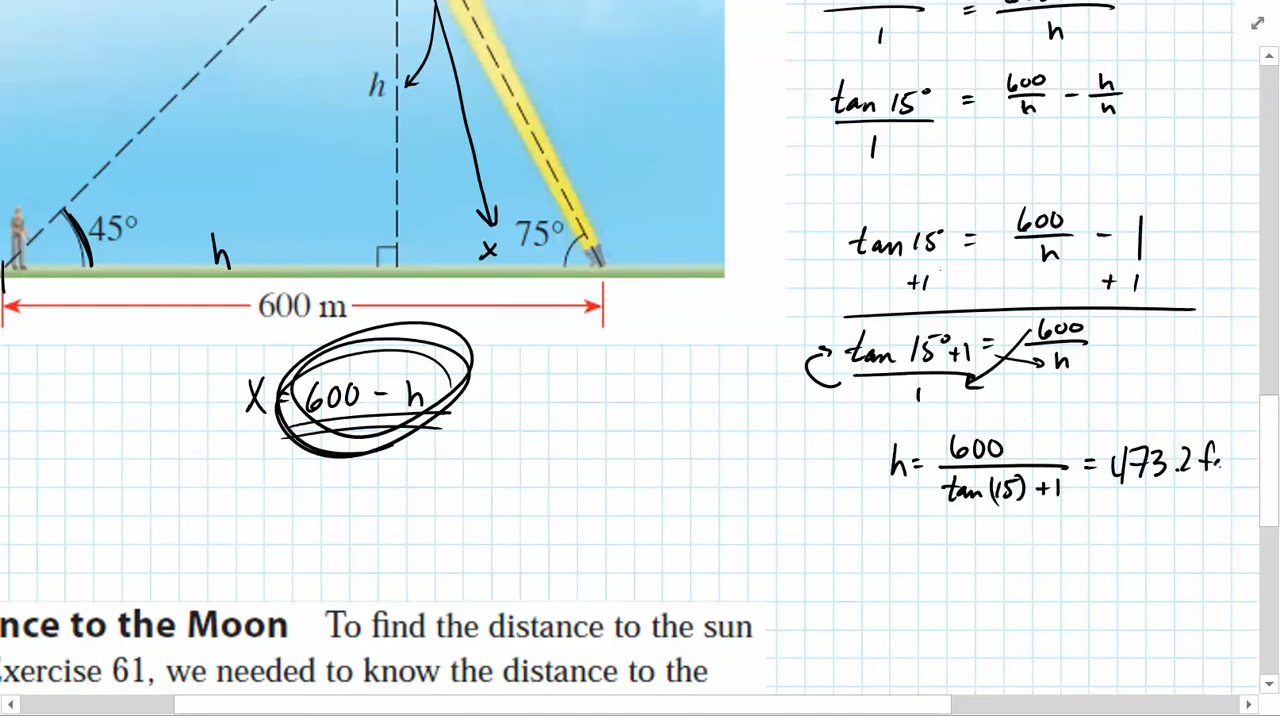 1 = h
h
tan 15° / 1 = 600/h - h/h
45°
h
x
75°
600 m
tan 15 = 600/h - 1
+1 + 1
tan 15° + 1 / 1 = 600/h
X = 600 - h
h = 600 / tan (15) + 1 = 473.2 f
nce to the Moon To find the distance to the sun
Exercise 61, we needed to know the distance to the